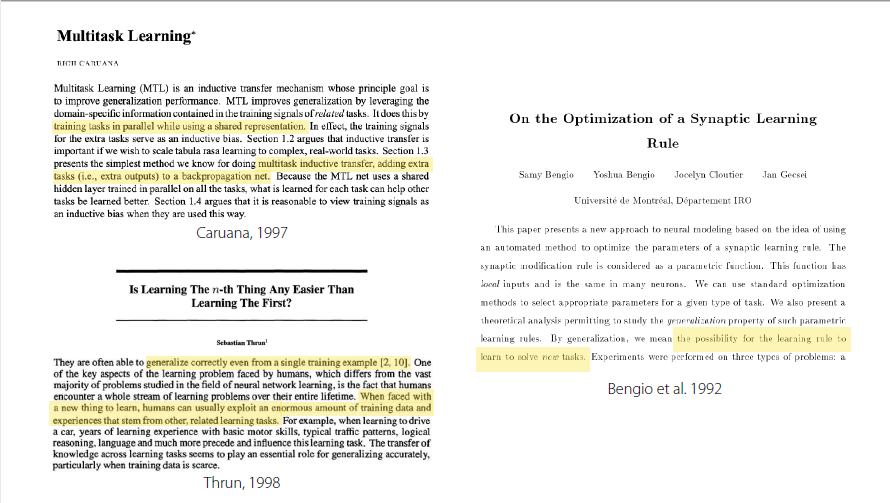 Multitask Learning*
RICH CARUANA
Multitask Learning (MTL) is an inductive transfer mechanism whose principle goal is
to improve generalization performance. MTL improves generalization by leveraging the
domain-specific information contained in the training signals of related tasks. It does this by
training tasks in parallel while using a shared representation. In effect, the training signals
for the extra tasks serve as an inductive bias. Section 1.2 argues that inductive transfer is
important if we wish to scale tabula rasa learning to complex, real-world tasks. Section 1.3
presents the simplest method we know for doing multitask inductive transfer, adding extra
tasks (i.e., extra outputs) to a backpropagation net. Because the MTL net uses a shared
hidden layer trained in parallel on all the tasks, what is learned for each task can help other
tasks be learned better. Section 1.4 argues that it is reasonable to view training signals as
an inductive bias when they are used this way.
Caruana, 1997
Is Learning The n-th Thing Any Easier Than
Learning The First?
Sebastian Thrun¹
They are often able to generalize correctly even from a single training example [2, 10]. One
of the key aspects of the learning problem faced by humans, which differs from the vast
majority of problems studied in the field of neural network learning, is the fact that humans
encounter a whole stream of learning problems over their entire lifetime. When faced with
a new thing to learn, humans can usually exploit an enormous amount of training data and
experiences that stem from other, related learning tasks. For example, when learning to drive
a car, years of learning experience with basic motor skills, typical traffic patterns, logical
reasoning, language and much more precede and influence this learning task. The transfer of
knowledge across learning tasks seems to play an essential role for generalizing accurately,
particularly when training data is scarce.
Thrun, 1998
On the Optimization of a Synaptic Learning
Rule
Samy Bengio Yoshua Bengio Jocelyn Cloutier Jan Gecsei
Université de Montréal, Département IRO
This paper presents a new approach to neural modeling based on the idea of using
an automated method to optimize the parameters of a synaptic learning rule. The
synaptic modification rule is considered as a parametric function. This function has
local inputs and is the same in many neurons. We can use standard optimization
methods to select appropriate parameters for a given type of task. We also present a
theoretical analysis permitting to study the generalization property of such parametric
learning rules. By generalization, we mean the possibility for the learning rule to
learn to solve new tasks. Experiments were performed on three types of problems: a
Bengio et al. 1992